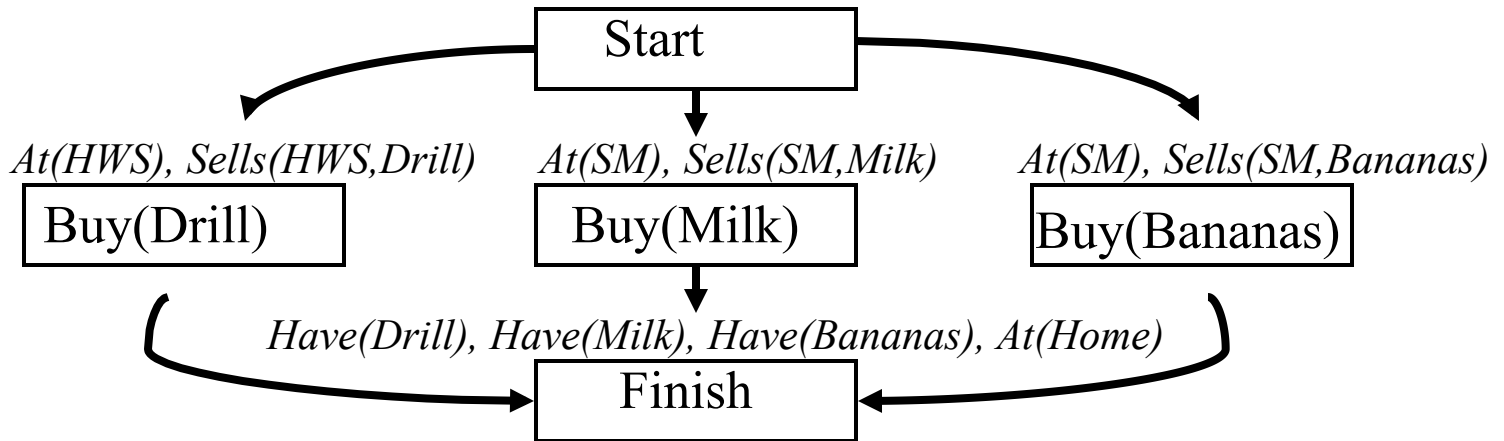 Start
At(HWS), Sells(HWS,Drill)
At(SM), Sells(SM,Milk)
At(SM), Sells(SM,Bananas)
Buy(Drill)
Buy(Milk)
Buy(Bananas)
Have(Drill), Have(Milk), Have(Bananas), At(Home)
Finish